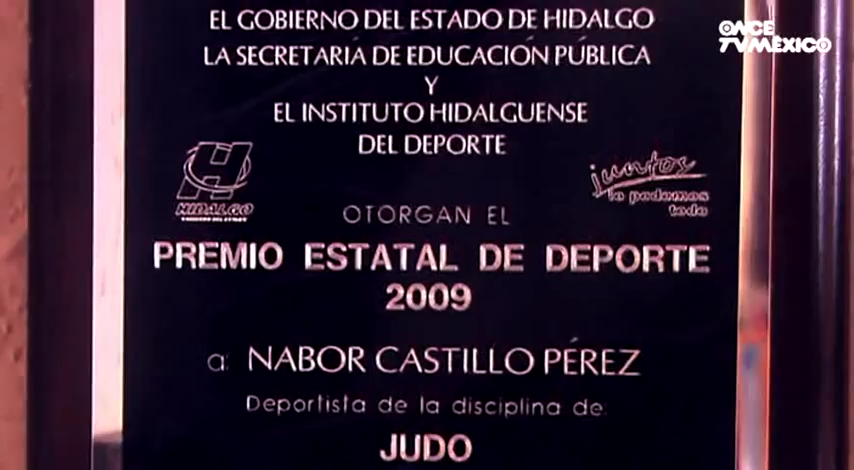 EL GOBIERNO DEL ESTADO DE HIDALGO
ONCE
TV MÉXICO
LA SECRETARÍA DE EDUCACIÓN PÚBLICA
Y
EL INSTITUTO HIDALGUENSE
DEL DEPORTE
H
HIDALGO
juntos
lo podemos
todo
OTORGAN EL
PREMIO ESTATAL DE DEPORTE
2009
a: NABOR CASTILLO PÉREZ
Deportista de la disciplina de:
JUDO